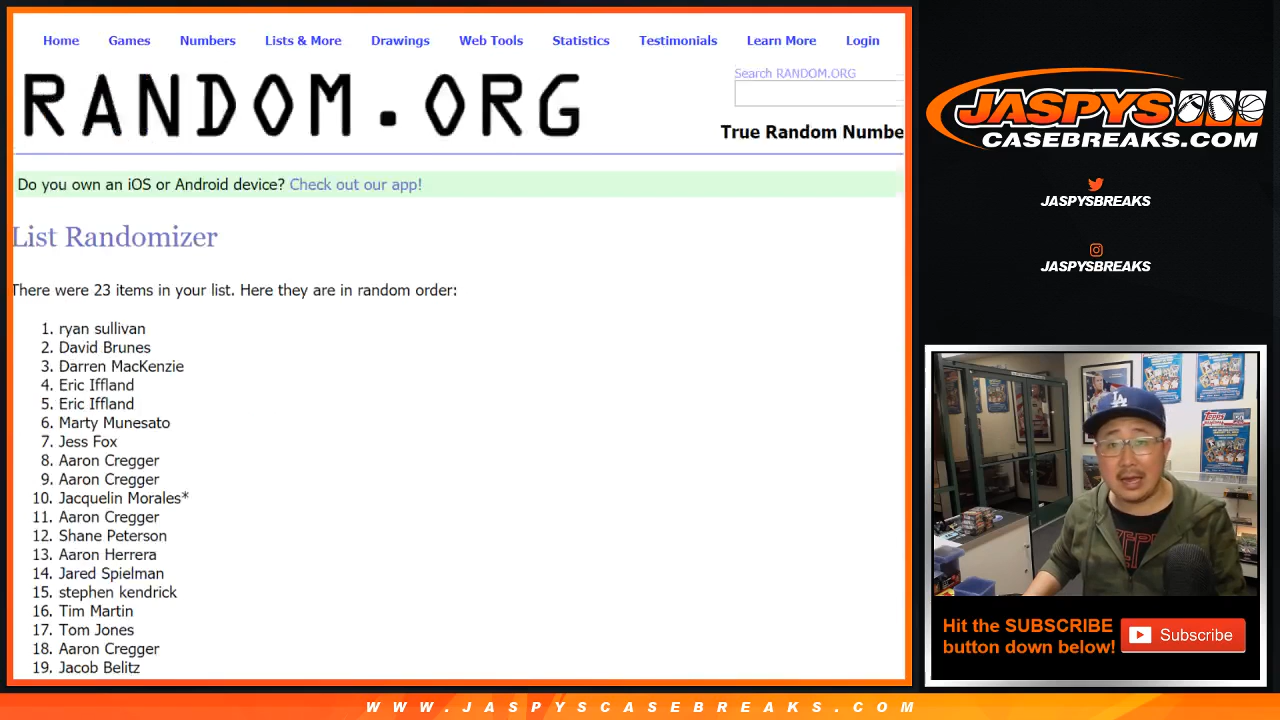 Home Games Numbers Lists & More Drawings Web Tools Statistics Testimonials Learn More Login
RANDOM.ORG
Search RANDOM.ORG
True Random Numbe
Do you own an iOS or Android device? Check out our app!
List Randomizer
There were 23 items in your list. Here they are in random order:
1. ryan sullivan
2. David Brunes
3. Darren MacKenzie
4. Eric Iffland
5. Eric Iffland
6. Marty Munesato
7. Jess Fox
8. Aaron Cregger
9. Aaron Cregger
10. Jacquelin Morales*
11. Aaron Cregger
12. Shane Peterson
13. Aaron Herrera
14. Jared Spielman
15. stephen kendrick
16. Tim Martin
17. Tom Jones
18. Aaron Cregger
19. Jacob Belitz
JASPYS
CASEBREAKS.COM
JASPYSBREAKS
JASPYSBREAKS
LA
Topps
Hit the SUBSCRIBE
button down below!
Subscribe
WWW.JASPYSCASEBREAKS.COM